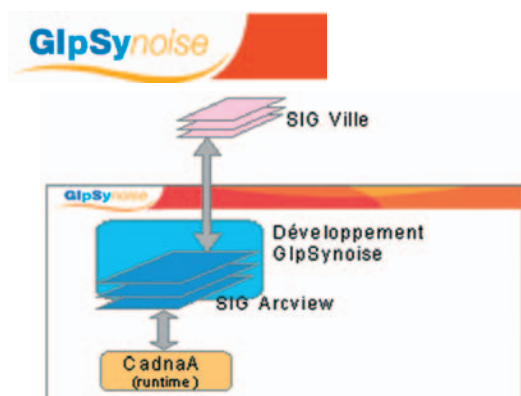 GIpSynoise
SIG Ville
GIpSynoise
Développement
GIpSynoise
SIG Arcview
CadnaA
(runtime)